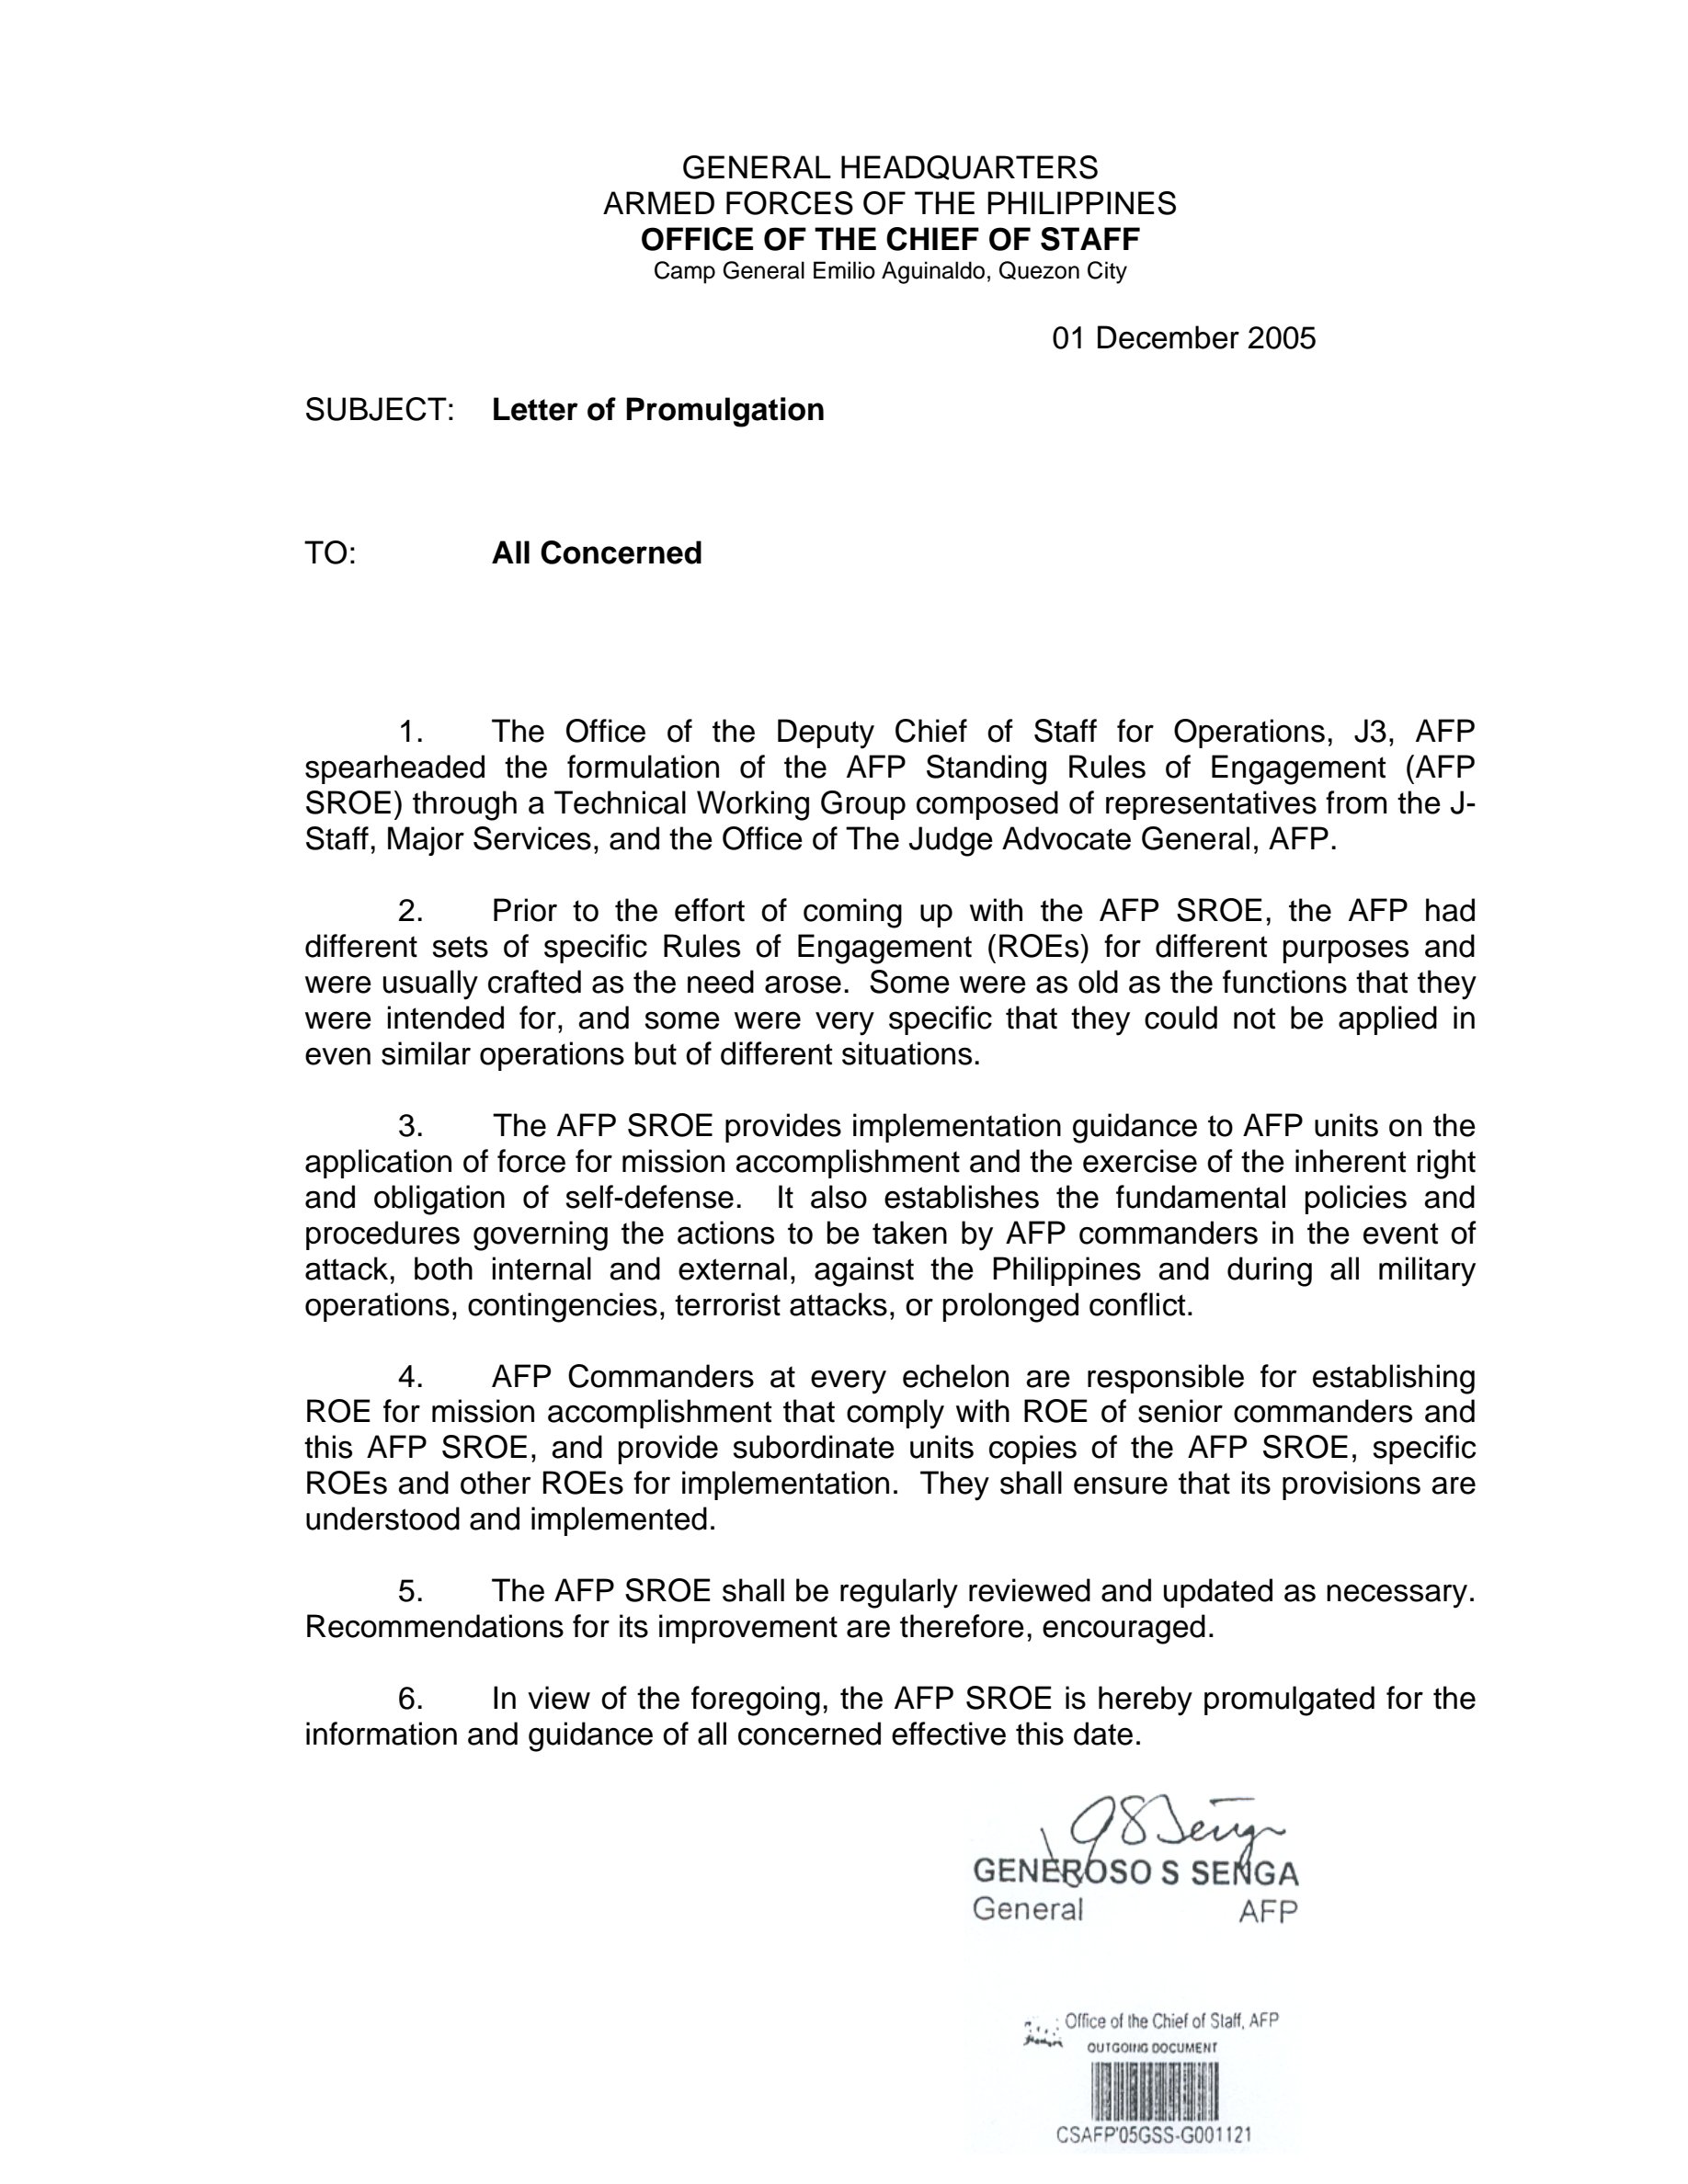 GENERAL HEADQUARTERS
ARMED FORCES OF THE PHILIPPINES
OFFICE OF THE CHIEF OF STAFF
Camp General Emilio Aguinaldo, Quezon City
01 December 2005
SUBJECT: Letter of Promulgation
TO: All Concerned
1. The Office of the Deputy Chief of Staff for Operations, J3, AFP
spearheaded the formulation of the AFP Standing Rules of Engagement (AFP
SROE) through a Technical Working Group composed of representatives from the J-
Staff, Major Services, and the Office of The Judge Advocate General, AFP.
2. Prior to the effort of coming up with the AFP SROE, the AFP had
different sets of specific Rules of Engagement (ROEs) for different purposes and
were usually crafted as the need arose. Some were as old as the functions that they
were intended for, and some were very specific that they could not be applied in
even similar operations but of different situations.
3. The AFP SROE provides implementation guidance to AFP units on the
application of force for mission accomplishment and the exercise of the inherent right
and obligation of self-defense. It also establishes the fundamental policies and
procedures governing the actions to be taken by AFP commanders in the event of
attack, both internal and external, against the Philippines and during all military
operations, contingencies, terrorist attacks, or prolonged conflict.
4. AFP Commanders at every echelon are responsible for establishing
ROE for mission accomplishment that comply with ROE of senior commanders and
this AFP SROE, and provide subordinate units copies of the AFP SROE, specific
ROEs and other ROEs for implementation. They shall ensure that its provisions are
understood and implemented.
5. The AFP SROE shall be regularly reviewed and updated as necessary.
Recommendations for its improvement are therefore, encouraged.
6. In view of the foregoing, the AFP SROE is hereby promulgated for the
information and guidance of all concerned effective this date.
GENEROSO S SENGA
General AFP
Office of the Chief of Staff, AFP
OUTGOING DOCUMENT
CSAFP'05GSS-G001121